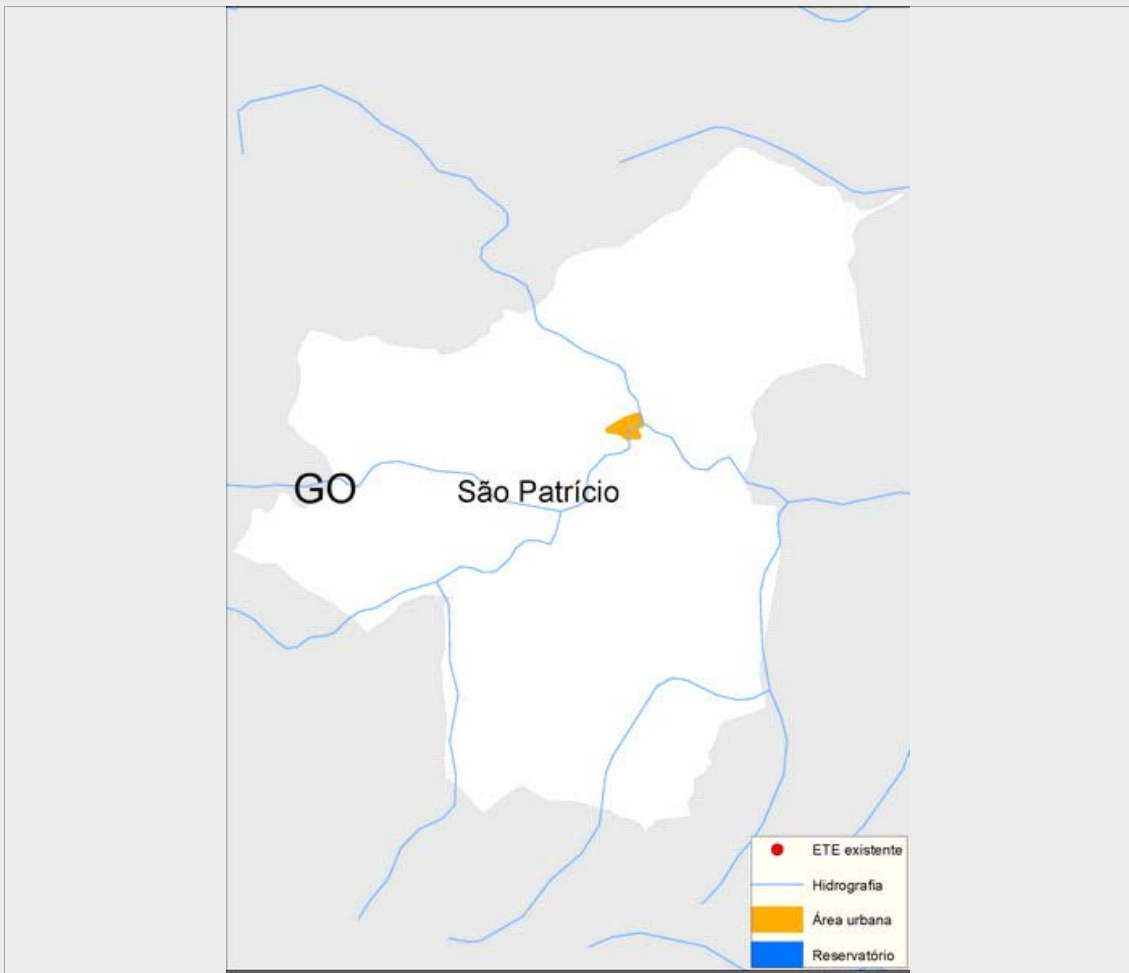 GO
São Patrício
ETE existente
Hidrografia
Área urbana
Reservatório